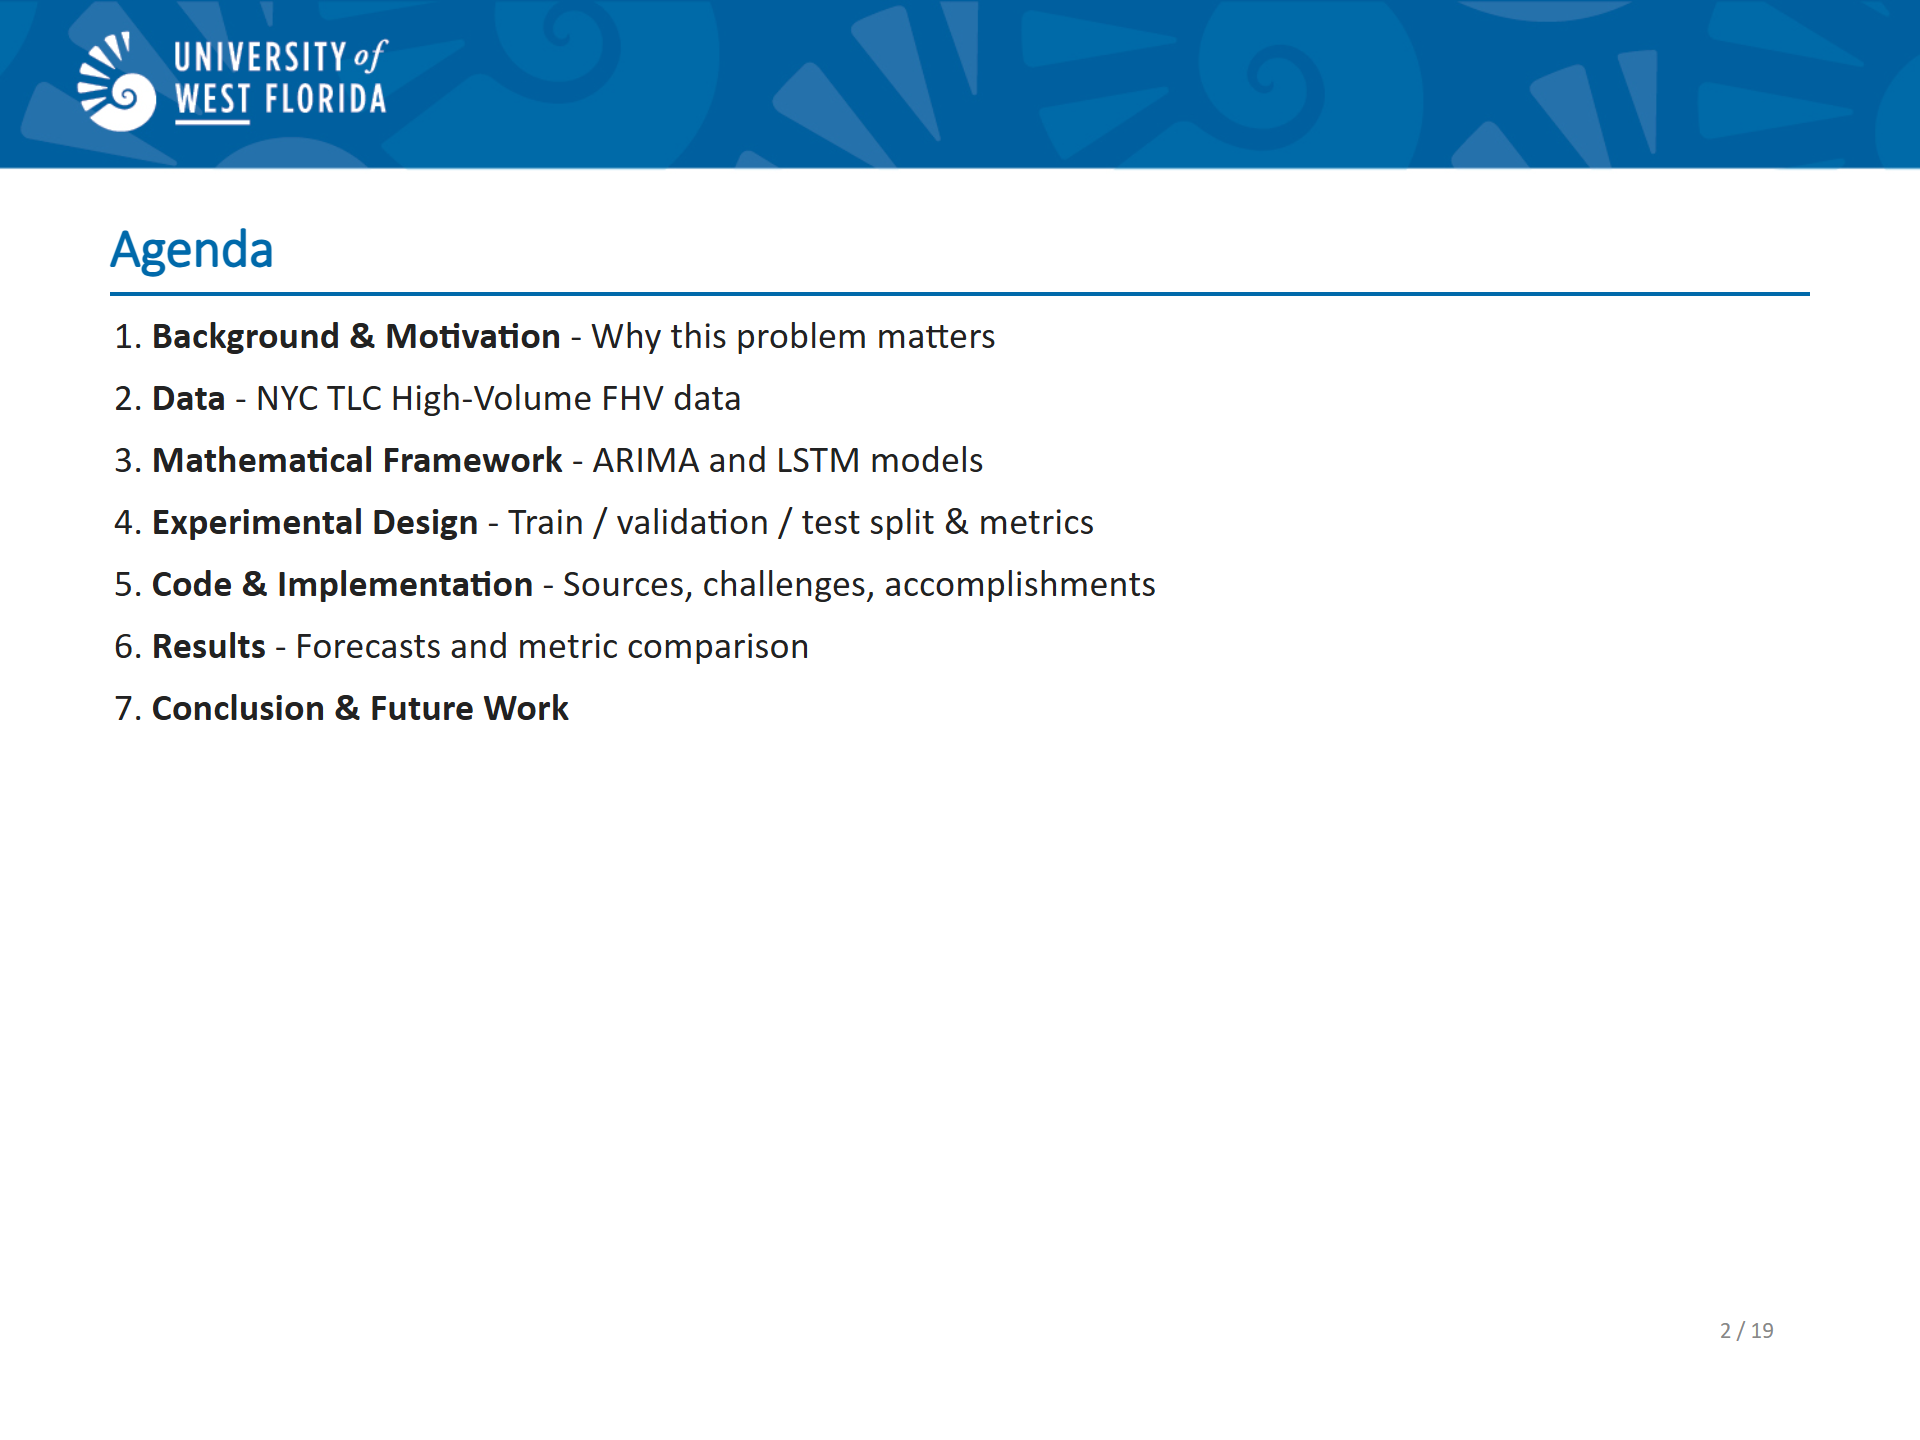 UNIVERSITY of
WEST FLORIDA
Agenda
1. Background & Motivation - Why this problem matters
2. Data - NYC TLC High-Volume FHV data
3. Mathematical Framework - ARIMA and LSTM models
4. Experimental Design - Train / validation / test split & metrics
5. Code & Implementation - Sources, challenges, accomplishments
6. Results - Forecasts and metric comparison
7. Conclusion & Future Work
2 / 19